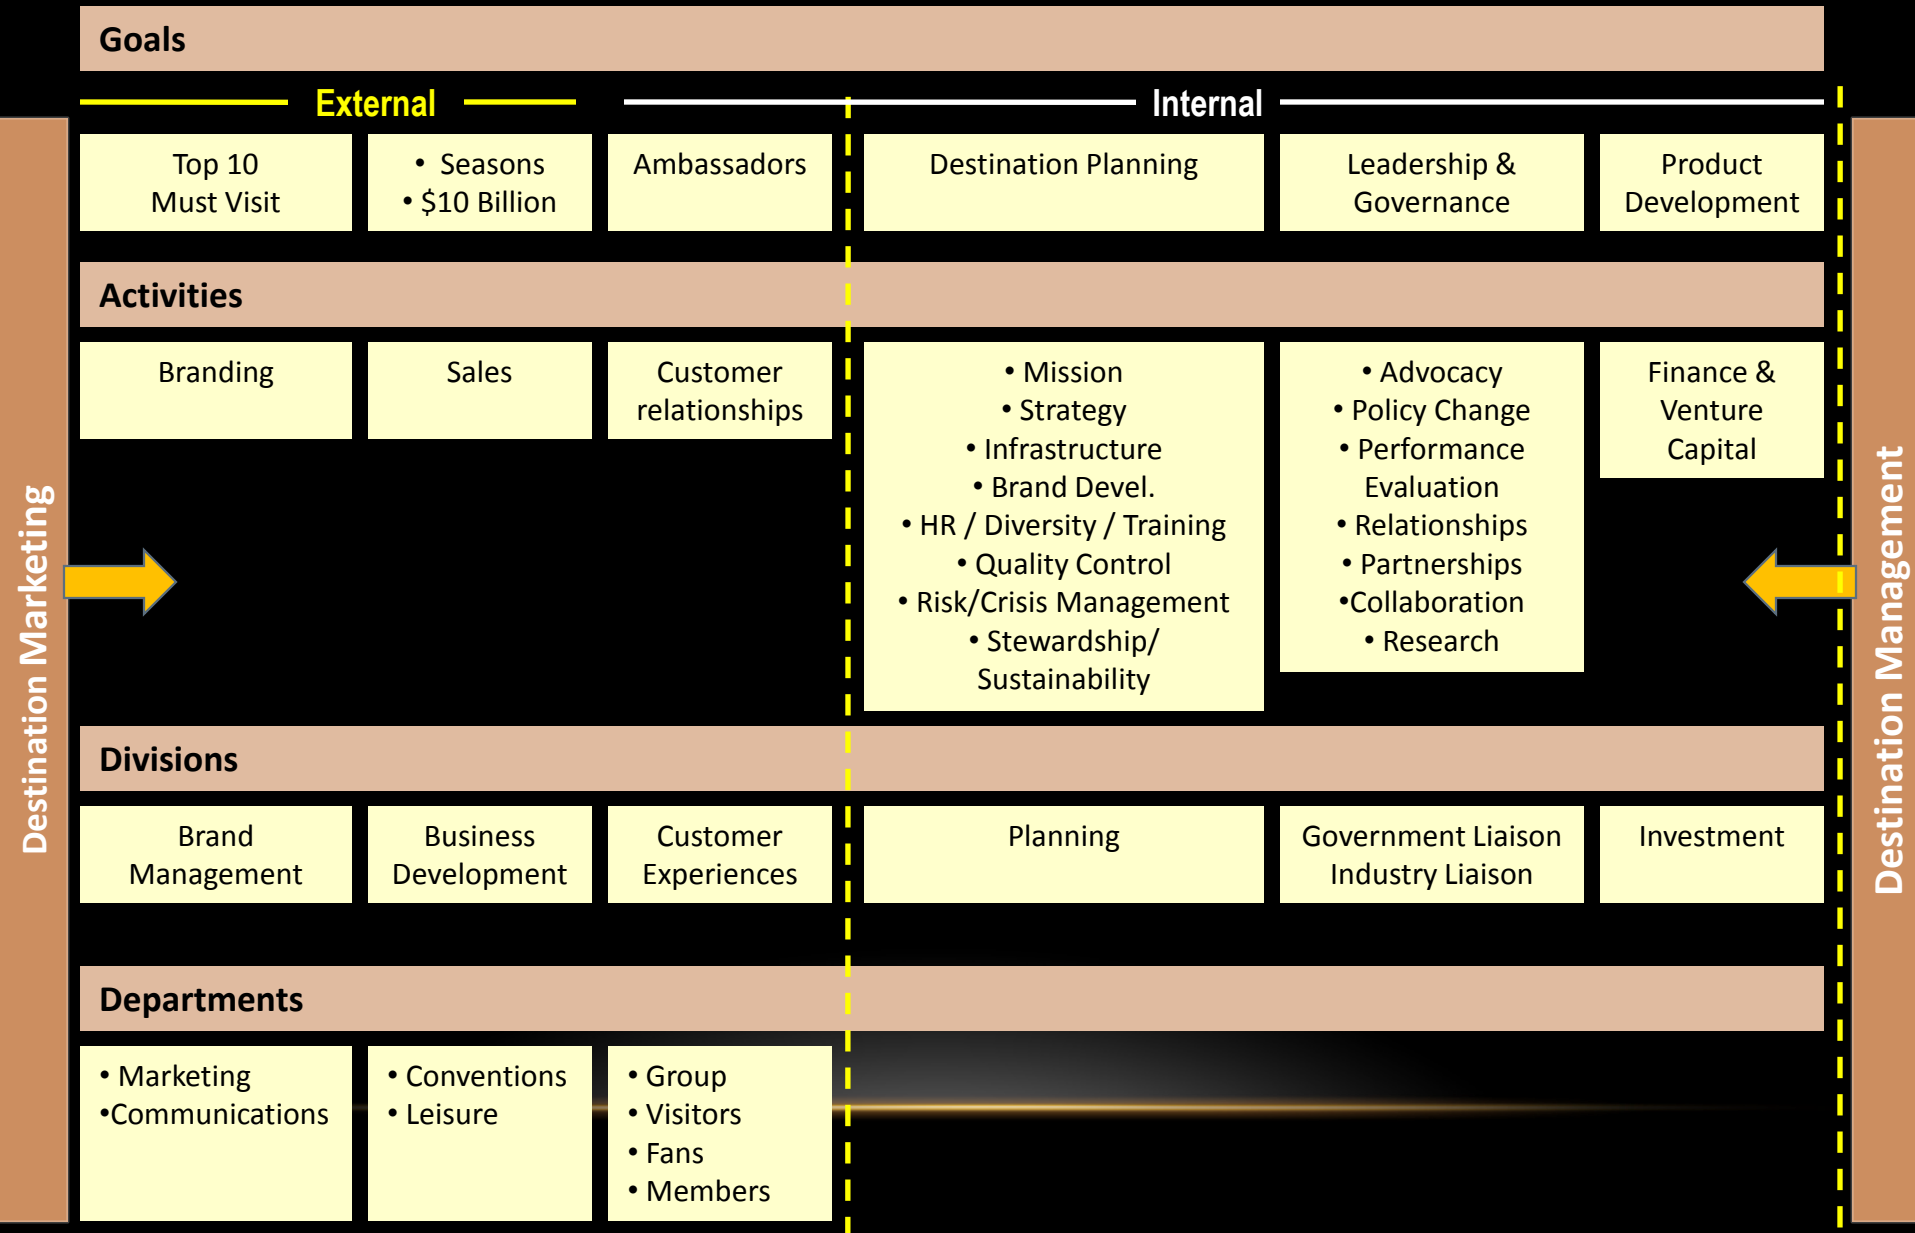 Goals
External
Internal
Top 10
Must Visit
• Seasons
• $10 Billion
Ambassadors
Destination Planning
Leadership &
Governance
Product
Development
Activities
Branding
Sales
Customer
relationships
• Mission
• Strategy
• Infrastructure
• Brand Devel.
• HR / Diversity / Training
• Quality Control
• Risk/Crisis Management
• Stewardship/
Sustainability
• Advocacy
• Policy Change
• Performance
Evaluation
• Relationships
• Partnerships
•Collaboration
• Research
Finance &
Venture
Capital
Divisions
Brand
Management
Business
Development
Customer
Experiences
Planning
Government Liaison
Industry Liaison
Investment
Departments
• Marketing
•Communications
• Conventions
• Leisure
• Group
• Visitors
• Fans
• Members
Destination Marketing
Destination Management